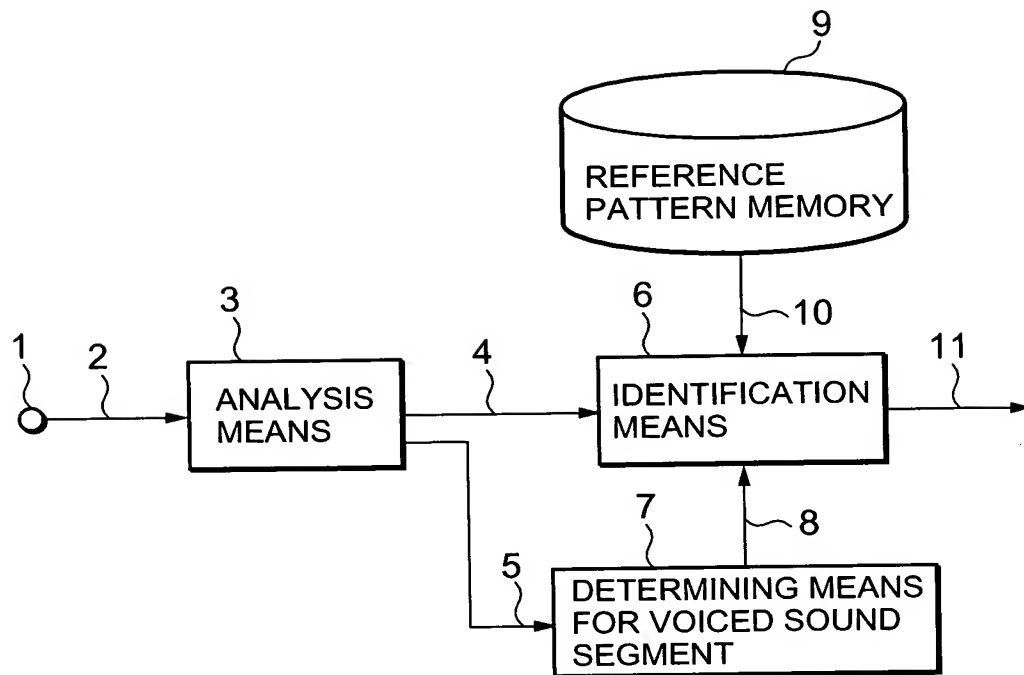 9
REFERENCE
PATTERN MEMORY
10
6
3
1
2
4
11
ANALYSIS
MEANS
IDENTIFICATION
MEANS
7
8
5
DETERMINING MEANS
FOR VOICED SOUND
SEGMENT